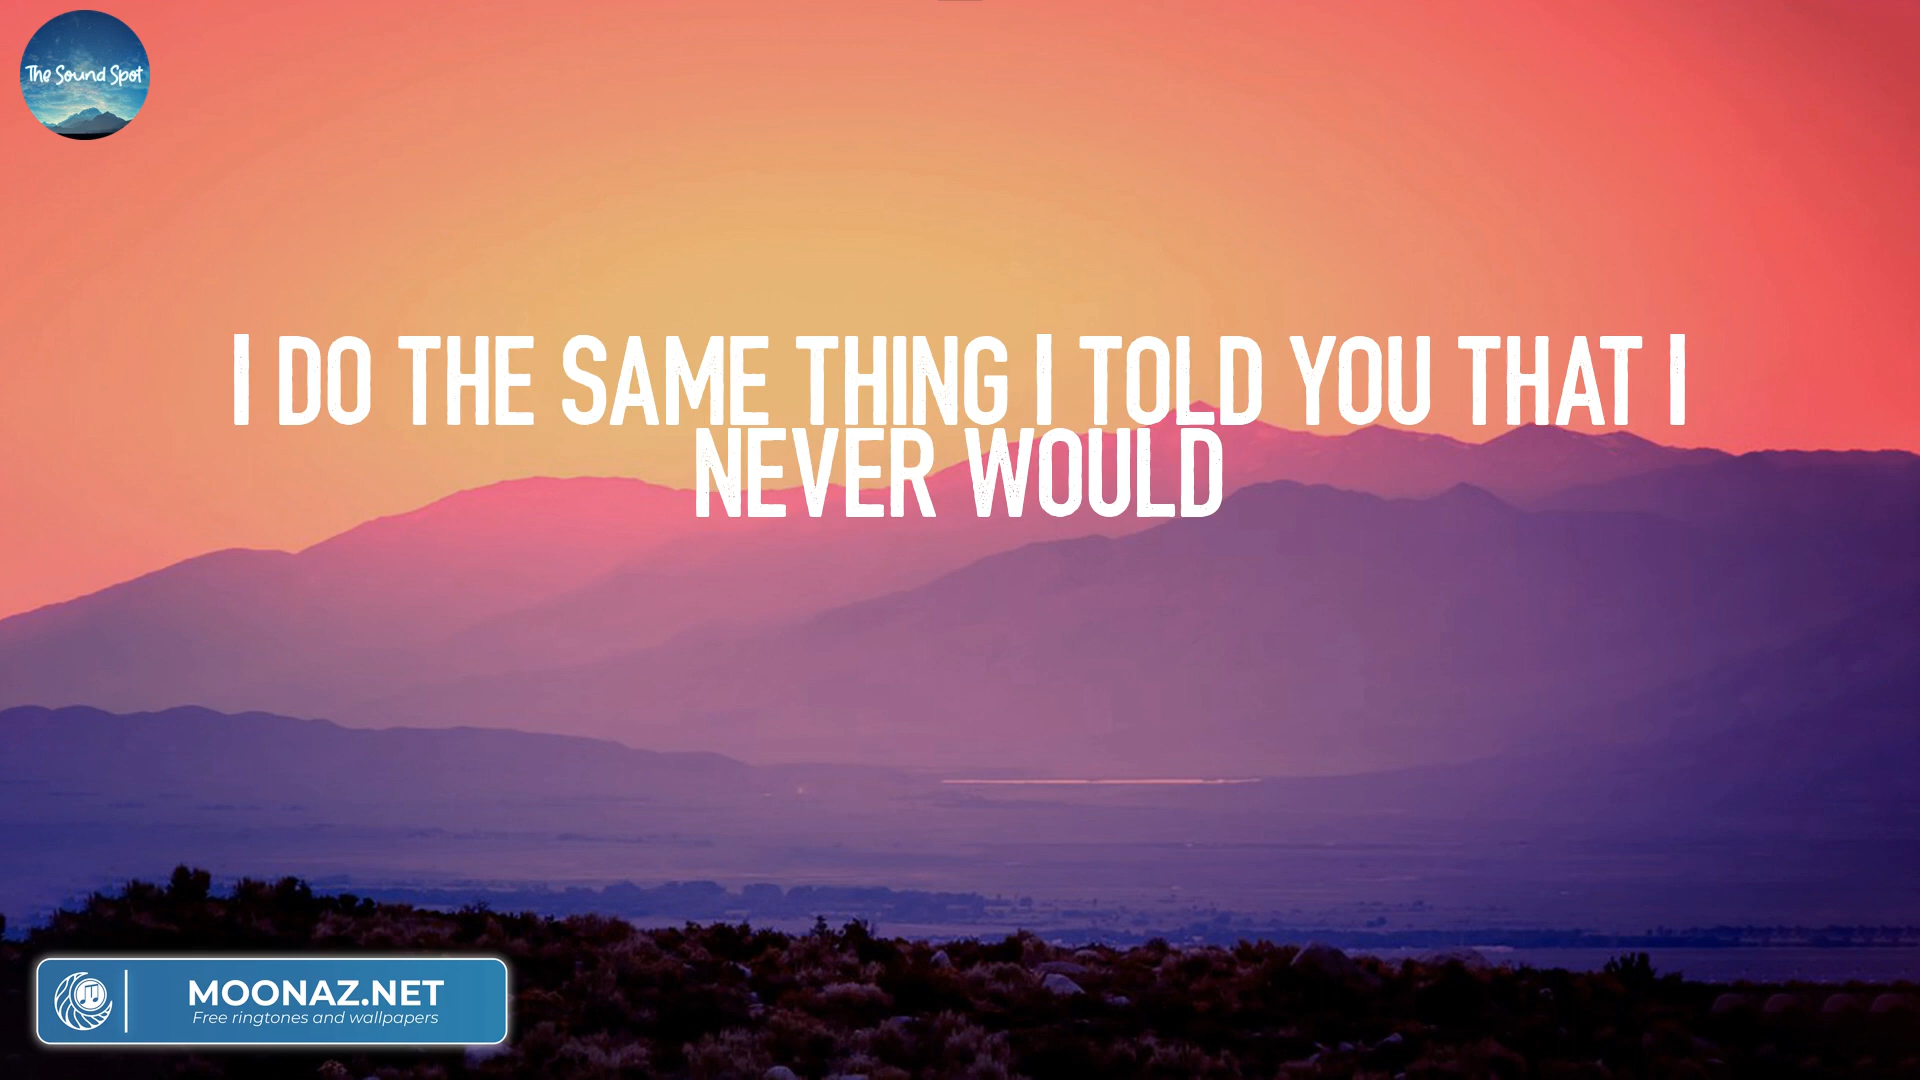 The Sound Spot
I DO THE SAME THING I TOLD YOU THAT I
NEVER WOULD
MOONAZ.NET
Free ringtones and wallpapers